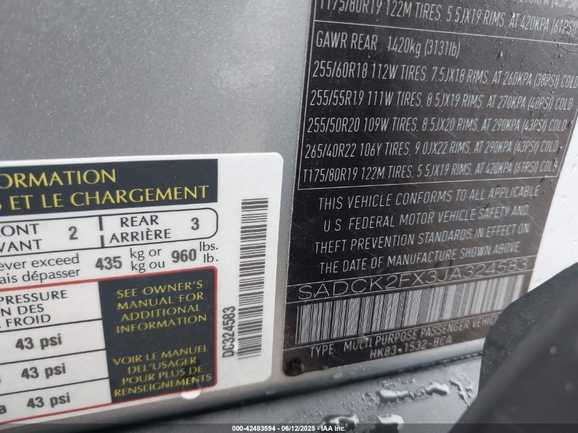 T175/80R19 122M TIRES, 5.5JX19 RIMS, AT 420KPA (61PSI)
GAWR REAR 1420kg (3131lb)
255/60R18 112W TIRES, 7.5JX18 RIMS, AT 260KPA (38PSI) COLD
255/55R19 111W TIRES, 8.5JX19 RIMS, AT 270KPA (40PSI) COLD
255/50R20 109W TIRES, 8.5JX20 RIMS, AT 290KPA (43PSI) COLD
265/40R22 106Y TIRES, 9.0JX22 RIMS, AT 290KPA (43PSI) COLD
T175/80R19 122M TIRES, 5.5JX19 RIMS, AT 420KPA (61PSI) COLD
THIS VEHICLE CONFORMS TO ALL APPLICABLE
U.S. FEDERAL MOTOR VEHICLE SAFETY AND
THEFT PREVENTION STANDARDS IN EFFECT ON
THE DATE OF MANUFACTURE SHOWN ABOVE.
SADCK2FX3JA324583
TYPE: MULTIPURPOSE PASSENGER VEHICLE
HK83-1532-BCA
FORMATION
ET LE CHARGEMENT
ONT
VANT 2 REAR
ARRIÈRE 3
ever exceed
ais dépasser 435 kg or
kg ou 960 lbs.
lb.
PRESSURE
ION DES
FROID
43 psi
43 psi
43 psi
SEE OWNER'S
MANUAL FOR
ADDITIONAL
INFORMATION
VOIR LE MANUEL
DE L'USAGER
POUR PLUS DE
RENSEIGNEMENTS
DC324583
000-42483594 - 06/12/2025 - IAA Inc.